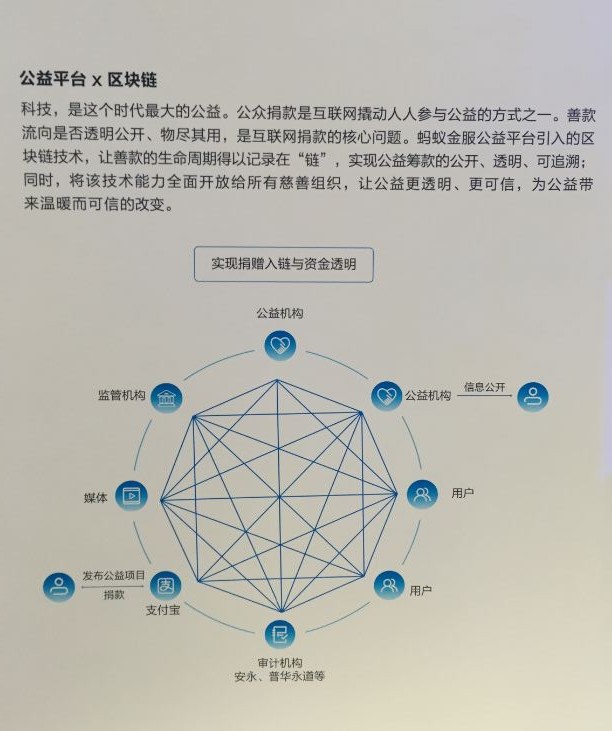 公益平台 x 区块链
科技，是这个时代最大的公益。公众捐款是互联网撬动人人参与公益的方式之一。善款
流向是否透明公开、物尽其用，是互联网捐款的核心问题。蚂蚁金服公益平台引入的区
块链技术，让善款的生命周期得以记录在“链”，实现公益筹款的公开、透明、可追溯；
同时，将该技术能力全面开放给所有慈善组织，让公益更透明、更可信，为公益带
来温暖而可信的改变。
实现捐赠入链与资金透明
公益机构
监管机构
公益机构
信息公开
媒体
用户
发布公益项目
捐款
支
支付宝
用户
审计机构
安永、普华永道等